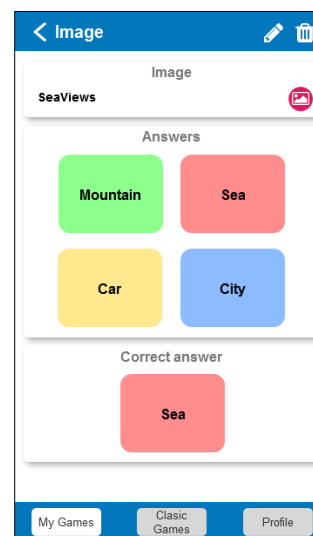 Image
Image
SeaViews
Answers
Mountain
Sea
Car
City
Correct answer
Sea
My Games
Clasic
Games
Profile